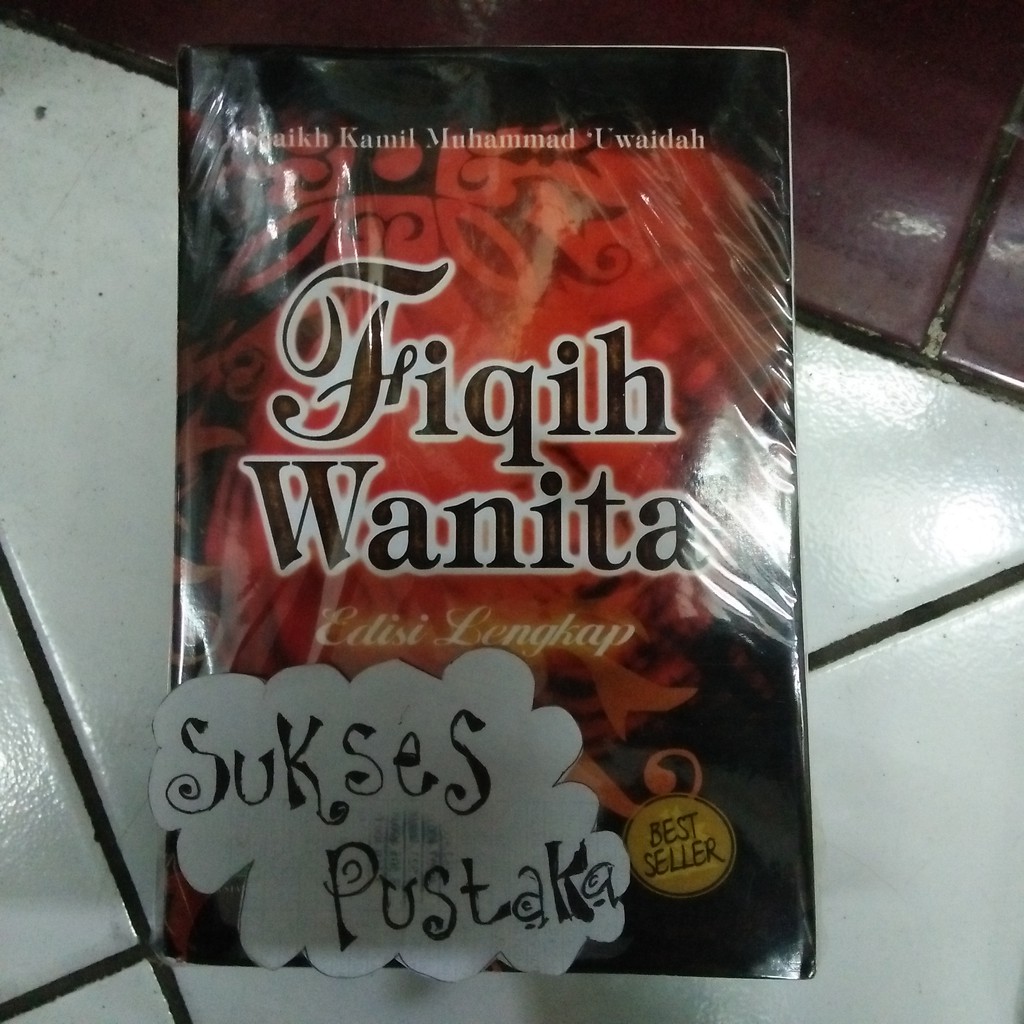 Syaikh Kamil Muhammad ‘Uwaidah
Fiqih
Wanita
Edisi Lengkap
Sukses
Pustaka
BEST
SELLER